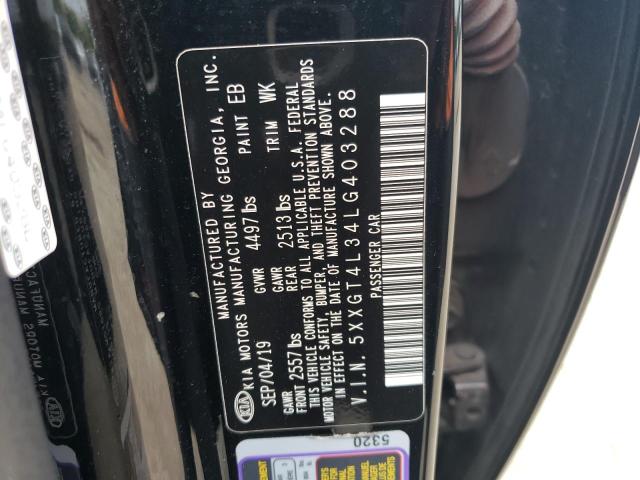 KIA
MANUFACTURED BY
KIA MOTORS MANUFACTURING GEORGIA, INC.
SEP/04/19 GVWR 4497 lbs PAINT EB
GAWR FRONT 2557 lbs GAWR REAR 2513 lbs TRIM WK
THIS VEHICLE CONFORMS TO ALL APPLICABLE U.S.A. FEDERAL
MOTOR VEHICLE SAFETY, BUMPER, AND THEFT PREVENTION STANDARDS
IN EFFECT ON THE DATE OF MANUFACTURE SHOWN ABOVE.
V.I.N. 5XXGT4L34LG403288
PASSENGER CAR
5320